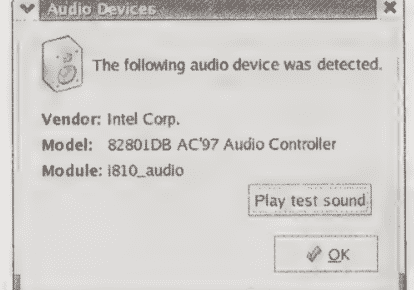 Audio Devices
The following audio device was detected.
Vendor: Intel Corp.
Model: 82801DB AC'97 Audio Controller
Module: i810_audio
Play test sound
OK